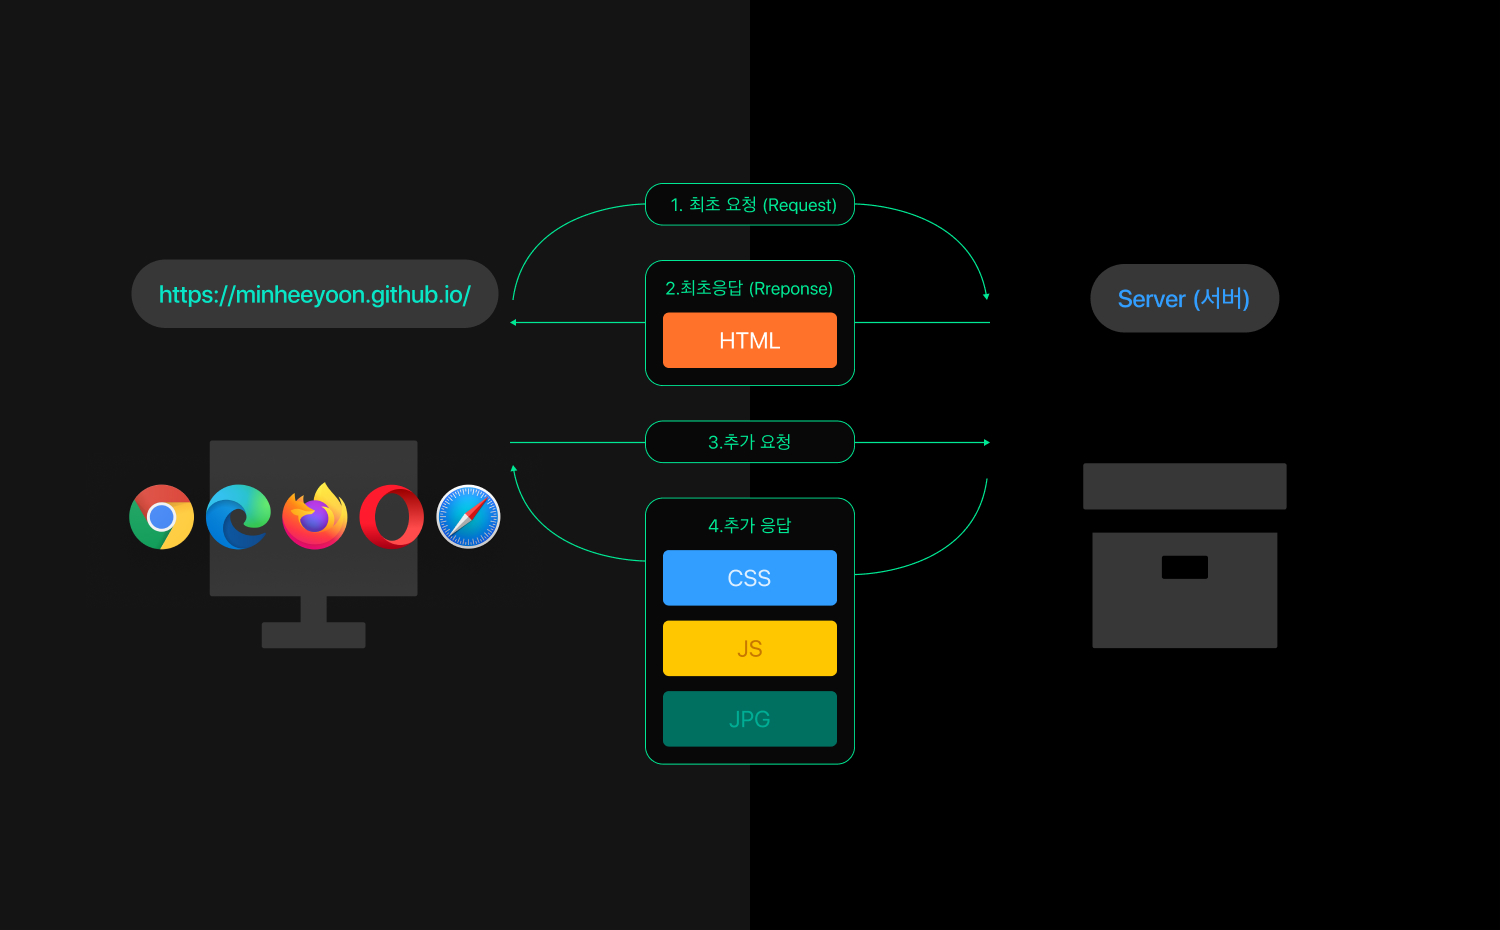 1. 최초 요청 (Request)
https://minheeyoon.github.io/
2.최초응답 (Rreponse)
HTML
Server (서버)
3.추가 요청
4.추가 응답
CSS
JS
JPG